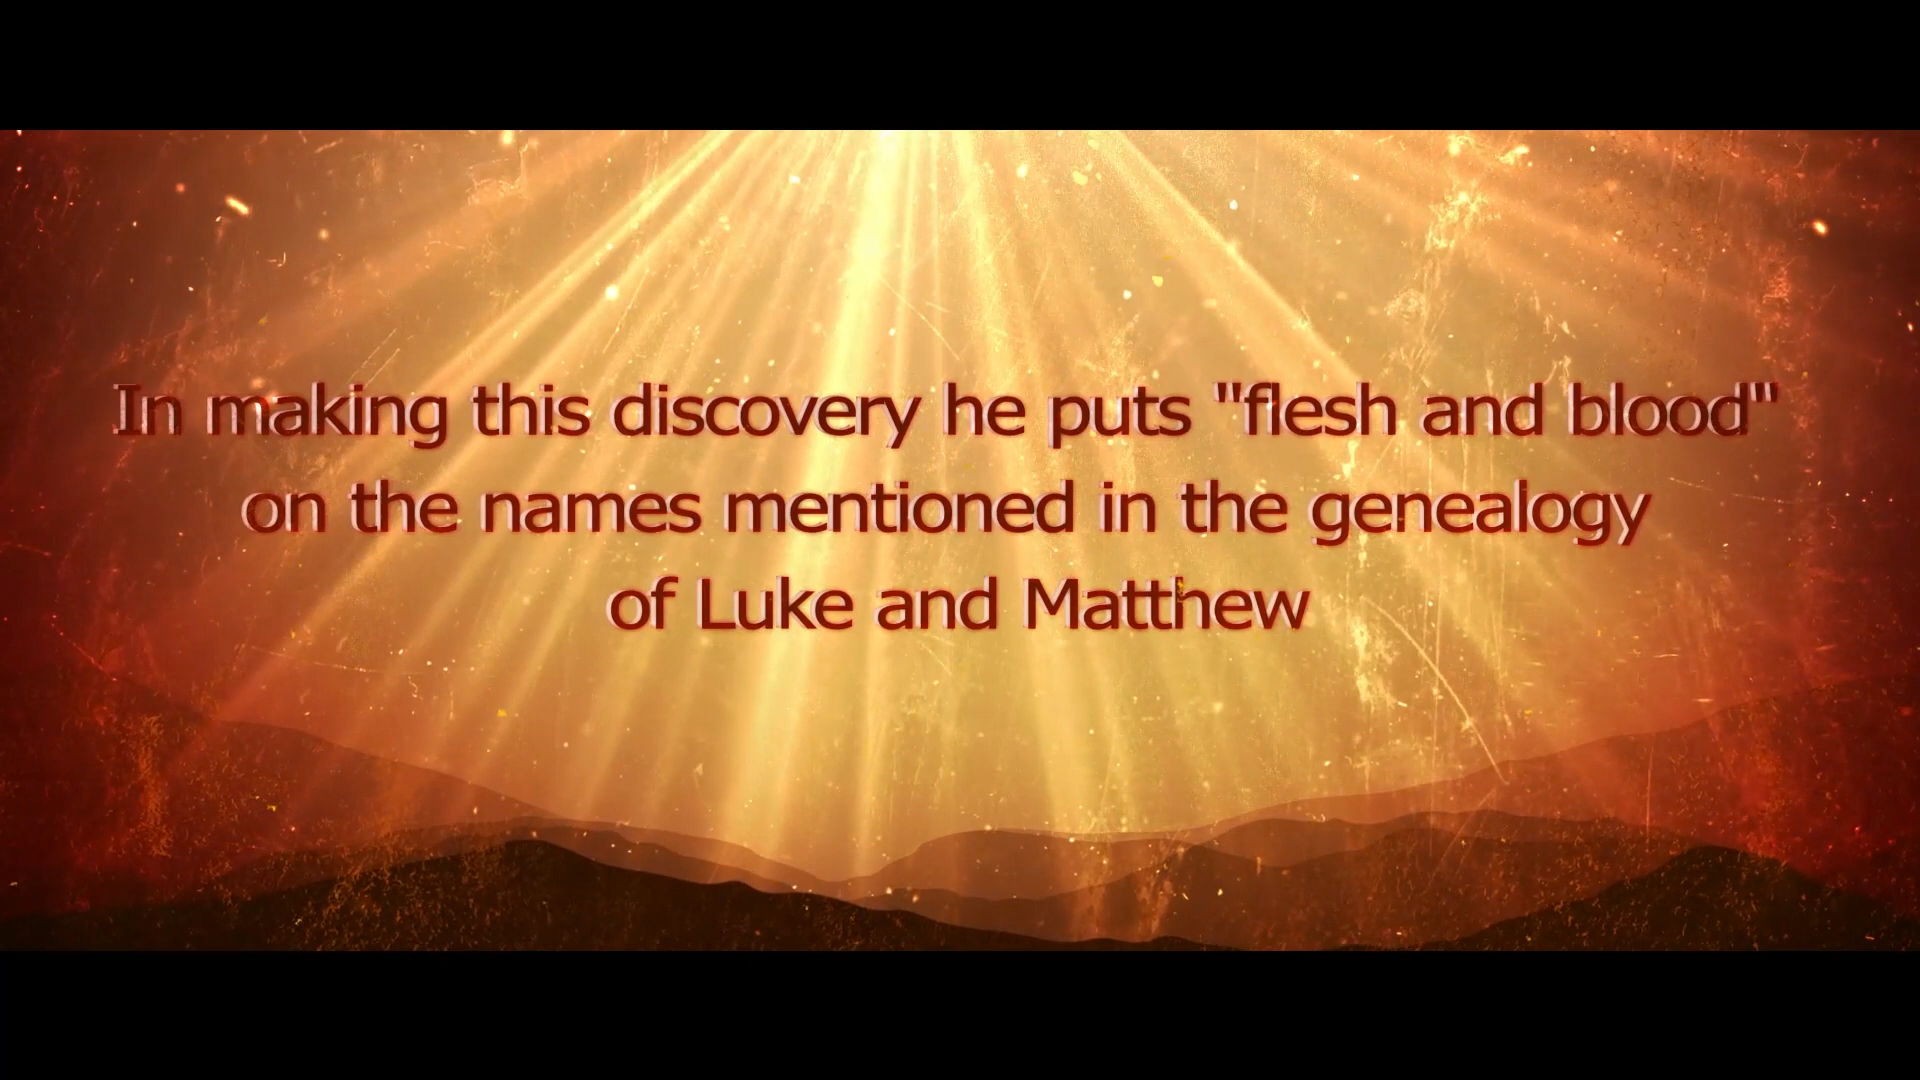 In making this discovery he puts "flesh and blood"
on the names mentioned in the genealogy
of Luke and Matthew